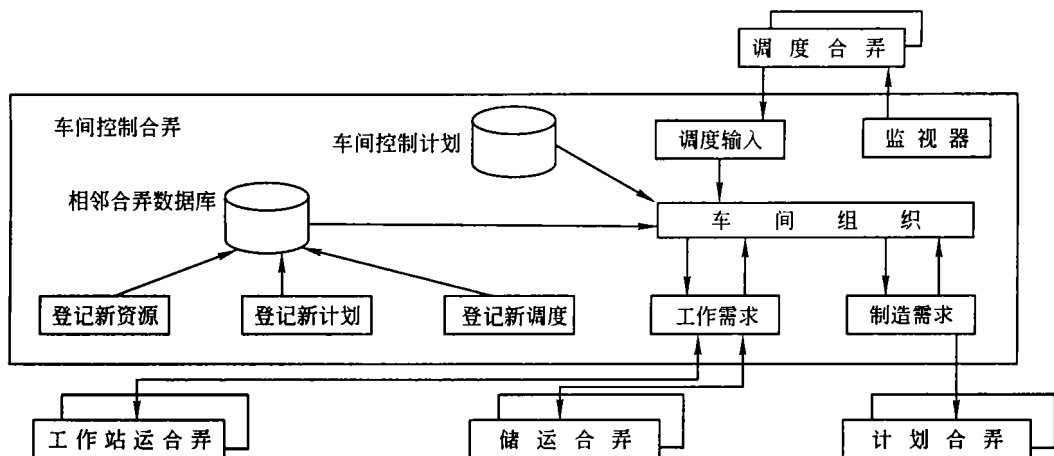 调度合弄
车间控制合弄
车间控制计划
调度输入
监视器
相邻合弄数据库
车间组织
登记新资源
登记新计划
登记新调度
工作需求
制造需求
工作站运合弄
储运合弄
计划合弄